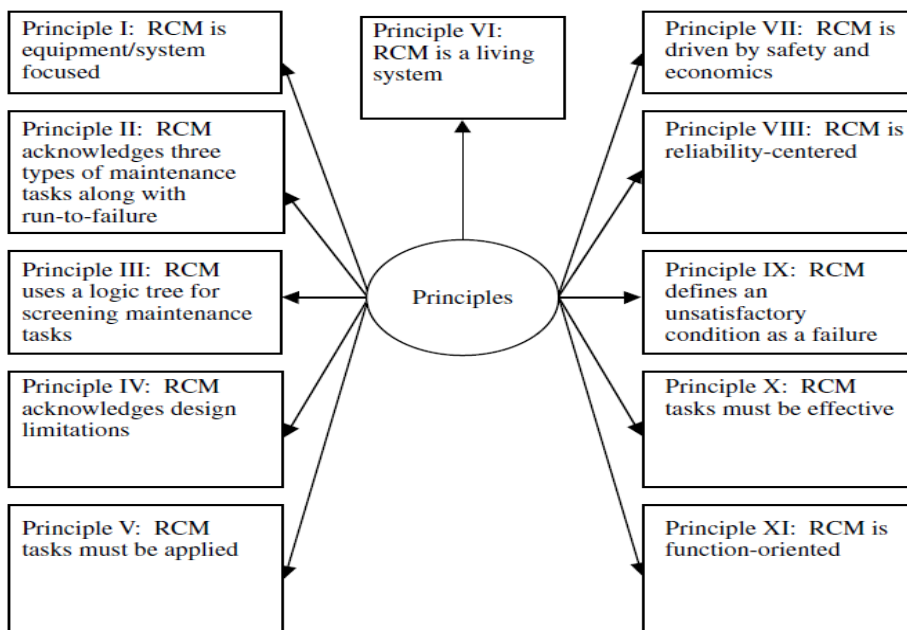 Principle I: RCM is
equipment/system
focused
Principle II: RCM
acknowledges three
types of maintenance
tasks along with
run-to-failure
Principle III: RCM
uses a logic tree for
screening maintenance
tasks
Principle IV: RCM
acknowledges design
limitations
Principle V: RCM
tasks must be applied
Principle VI:
RCM is a living
system
Principles
Principle VII: RCM is
driven by safety and
economics
Principle VIII: RCM is
reliability-centered
Principle IX: RCM
defines an
unsatisfactory
condition as a failure
Principle X: RCM
tasks must be effective
Principle XI: RCM is
function-oriented